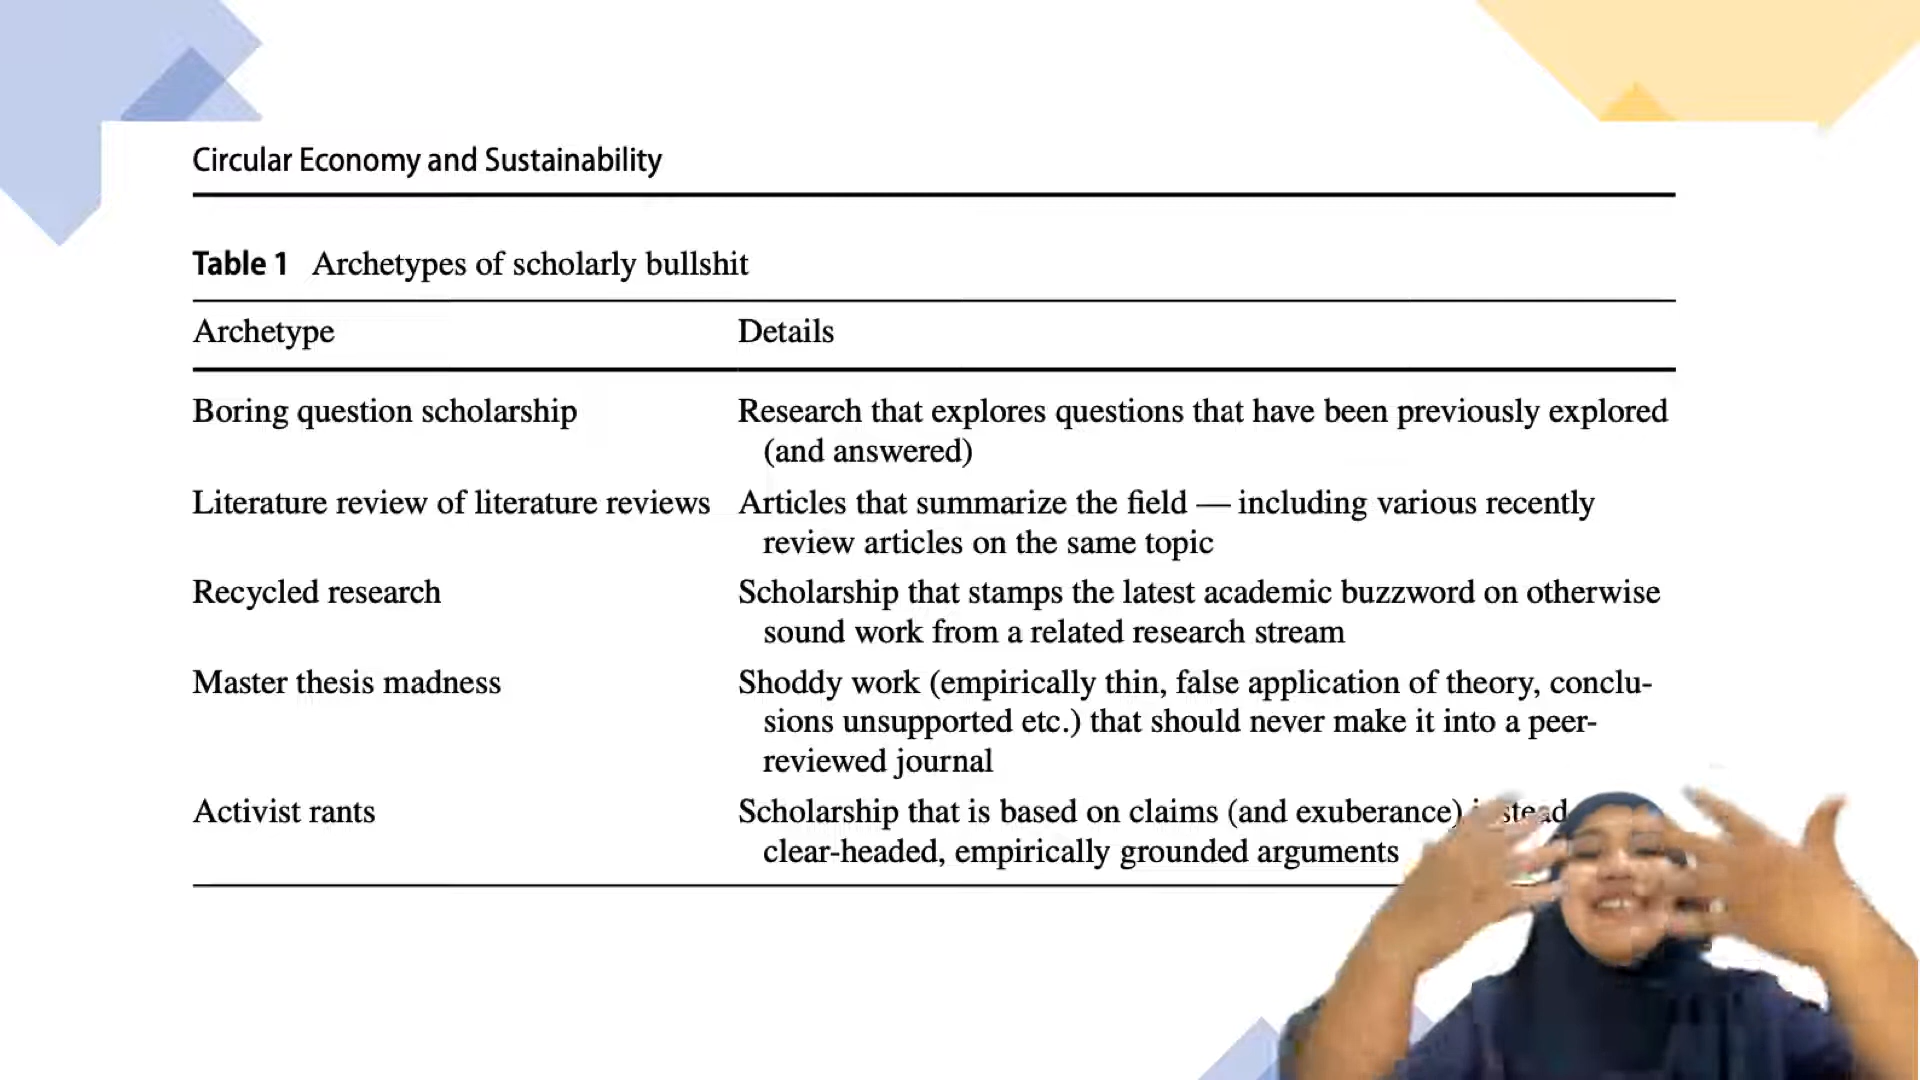 Circular Economy and Sustainability
Table 1 Archetypes of scholarly bullshit
Archetype Details
Boring question scholarship Research that explores questions that have been previously explored
(and answered)
Literature review of literature reviews Articles that summarize the field — including various recently
review articles on the same topic
Recycled research Scholarship that stamps the latest academic buzzword on otherwise
sound work from a related research stream
Master thesis madness Shoddy work (empirically thin, false application of theory, conclu-
sions unsupported etc.) that should never make it into a peer-
reviewed journal
Activist rants Scholarship that is based on claims (and exuberance) instead
clear-headed, empirically grounded arguments